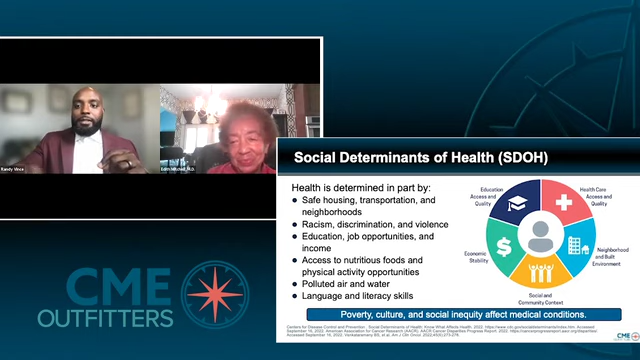 Randy Vince
Edith Mitchell, M.D.
CME
OUTFITTERS
Social Determinants of Health (SDOH)
Health is determined in part by:
• Safe housing, transportation, and
neighborhoods
• Racism, discrimination, and violence
• Education, job opportunities, and
income
• Access to nutritious foods and
physical activity opportunities
• Polluted air and water
• Language and literacy skills
Education
Access and
Quality
Health Care
Access and
Quality
Economic
Stability
$
Neighborhood
and Built
Environment
Social and
Community Context
Poverty, culture, and social inequity affect medical conditions.
CME